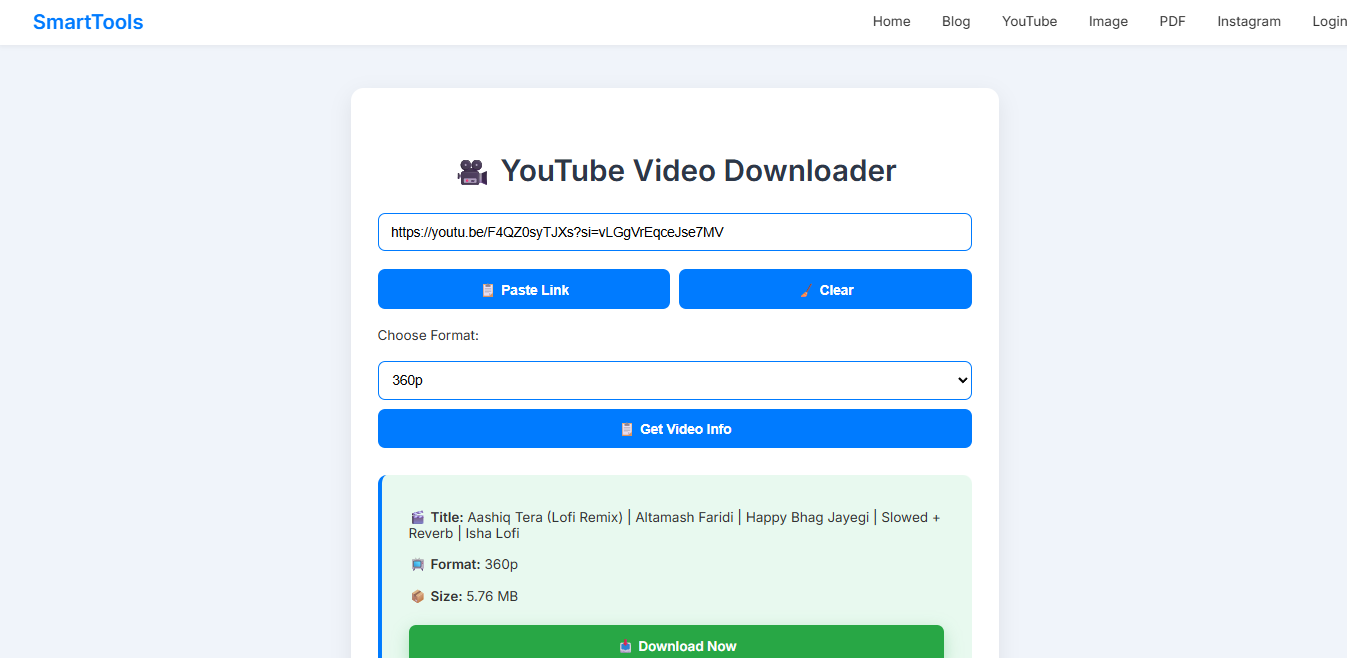 SmartTools
Home Blog YouTube Image PDF Instagram Login
YouTube Video Downloader
https://youtu.be/F4QZ0syTJXs?si=vLGgVrEqceJse7MV
Paste Link Clear
Choose Format:
360p
Get Video Info
Title: Aashiq Tera (Lofi Remix) | Altamash Faridi | Happy Bhag Jayegi | Slowed +
Reverb | Isha Lofi
Format: 360p
Size: 5.76 MB
Download Now